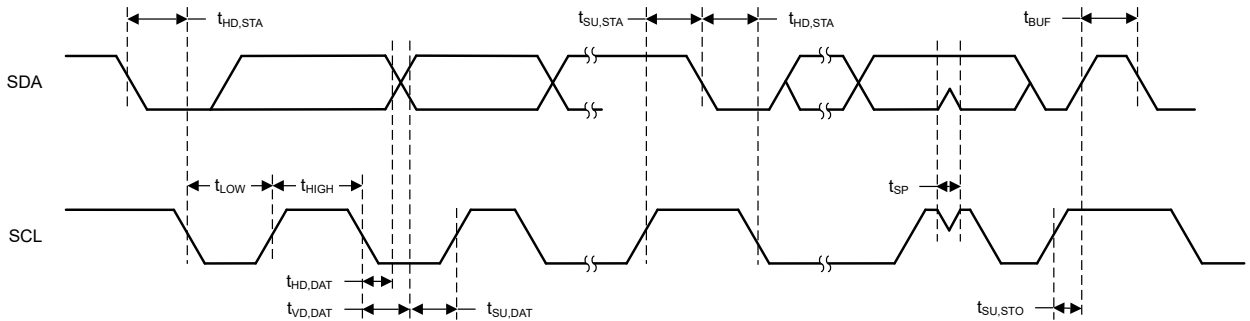 tHD,STA
tSU,STA
tHD,STA
tBUF
SDA
tLOW
tHIGH
tSP
SCL
tHD,DAT
tVD,DAT
tSU,DAT
tSU,STO